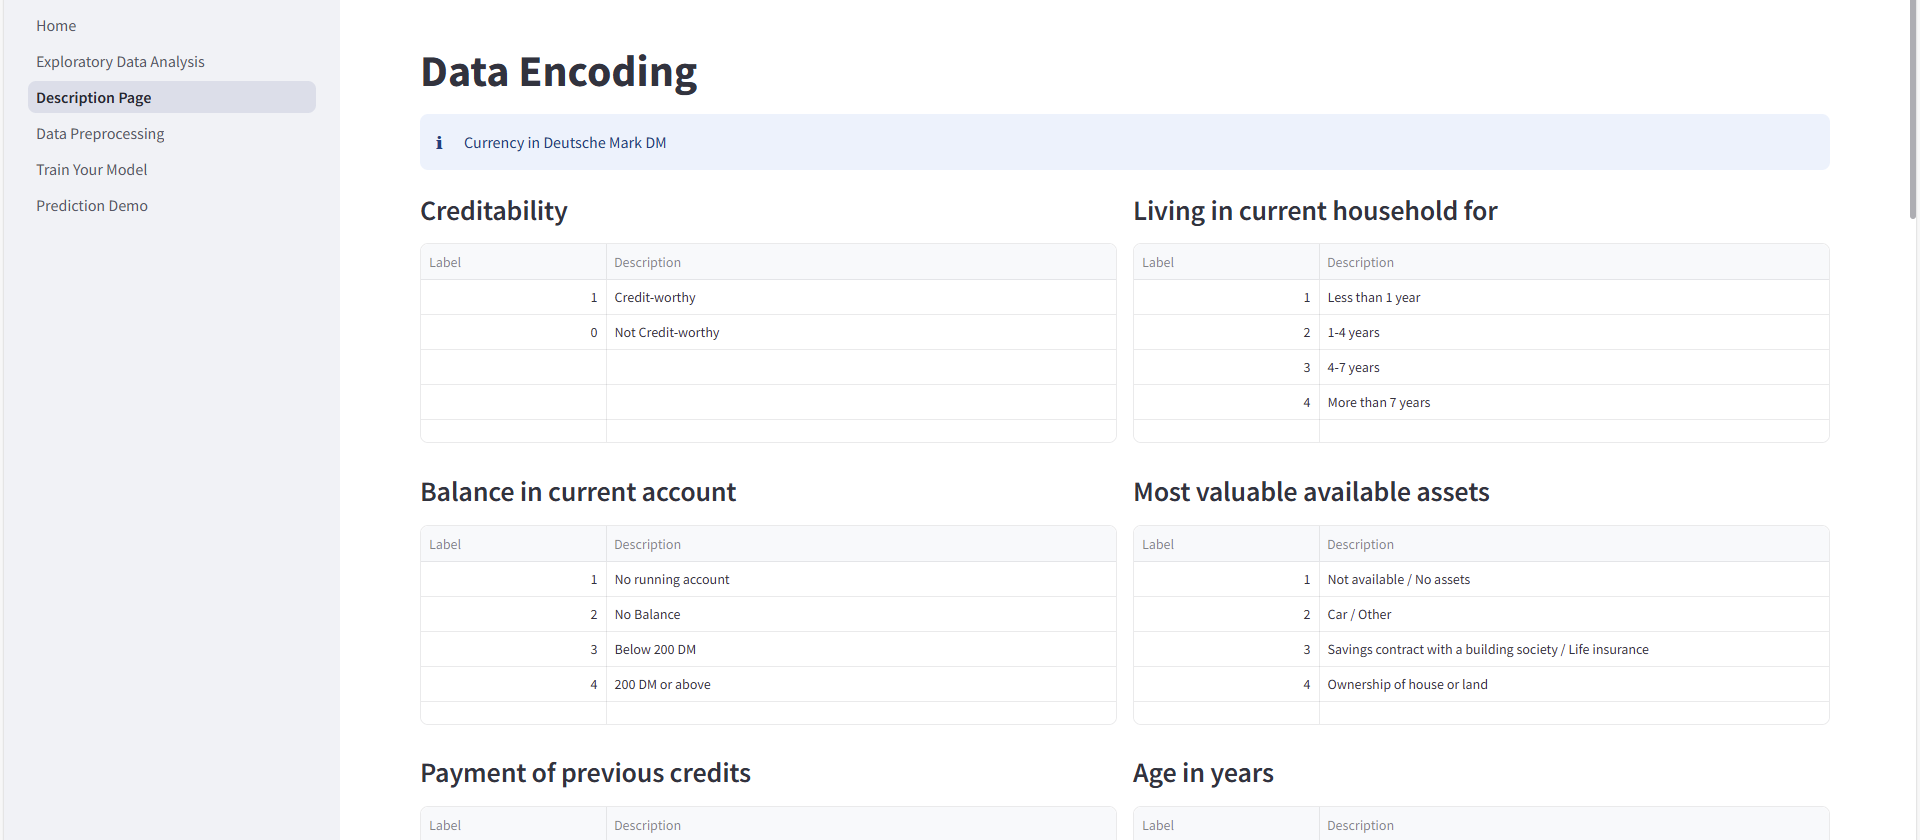 Home
Exploratory Data Analysis
Description Page
Data Preprocessing
Train Your Model
Prediction Demo
Data Encoding
i Currency in Deutsche Mark DM
Creditability
Label Description
1 Credit-worthy
0 Not Credit-worthy
Living in current household for
Label Description
1 Less than 1 year
2 1-4 years
3 4-7 years
4 More than 7 years
Balance in current account
Label Description
1 No running account
2 No Balance
3 Below 200 DM
4 200 DM or above
Most valuable available assets
Label Description
1 Not available / No assets
2 Car / Other
3 Savings contract with a building society / Life insurance
4 Ownership of house or land
Payment of previous credits
Label Description
Age in years
Label Description